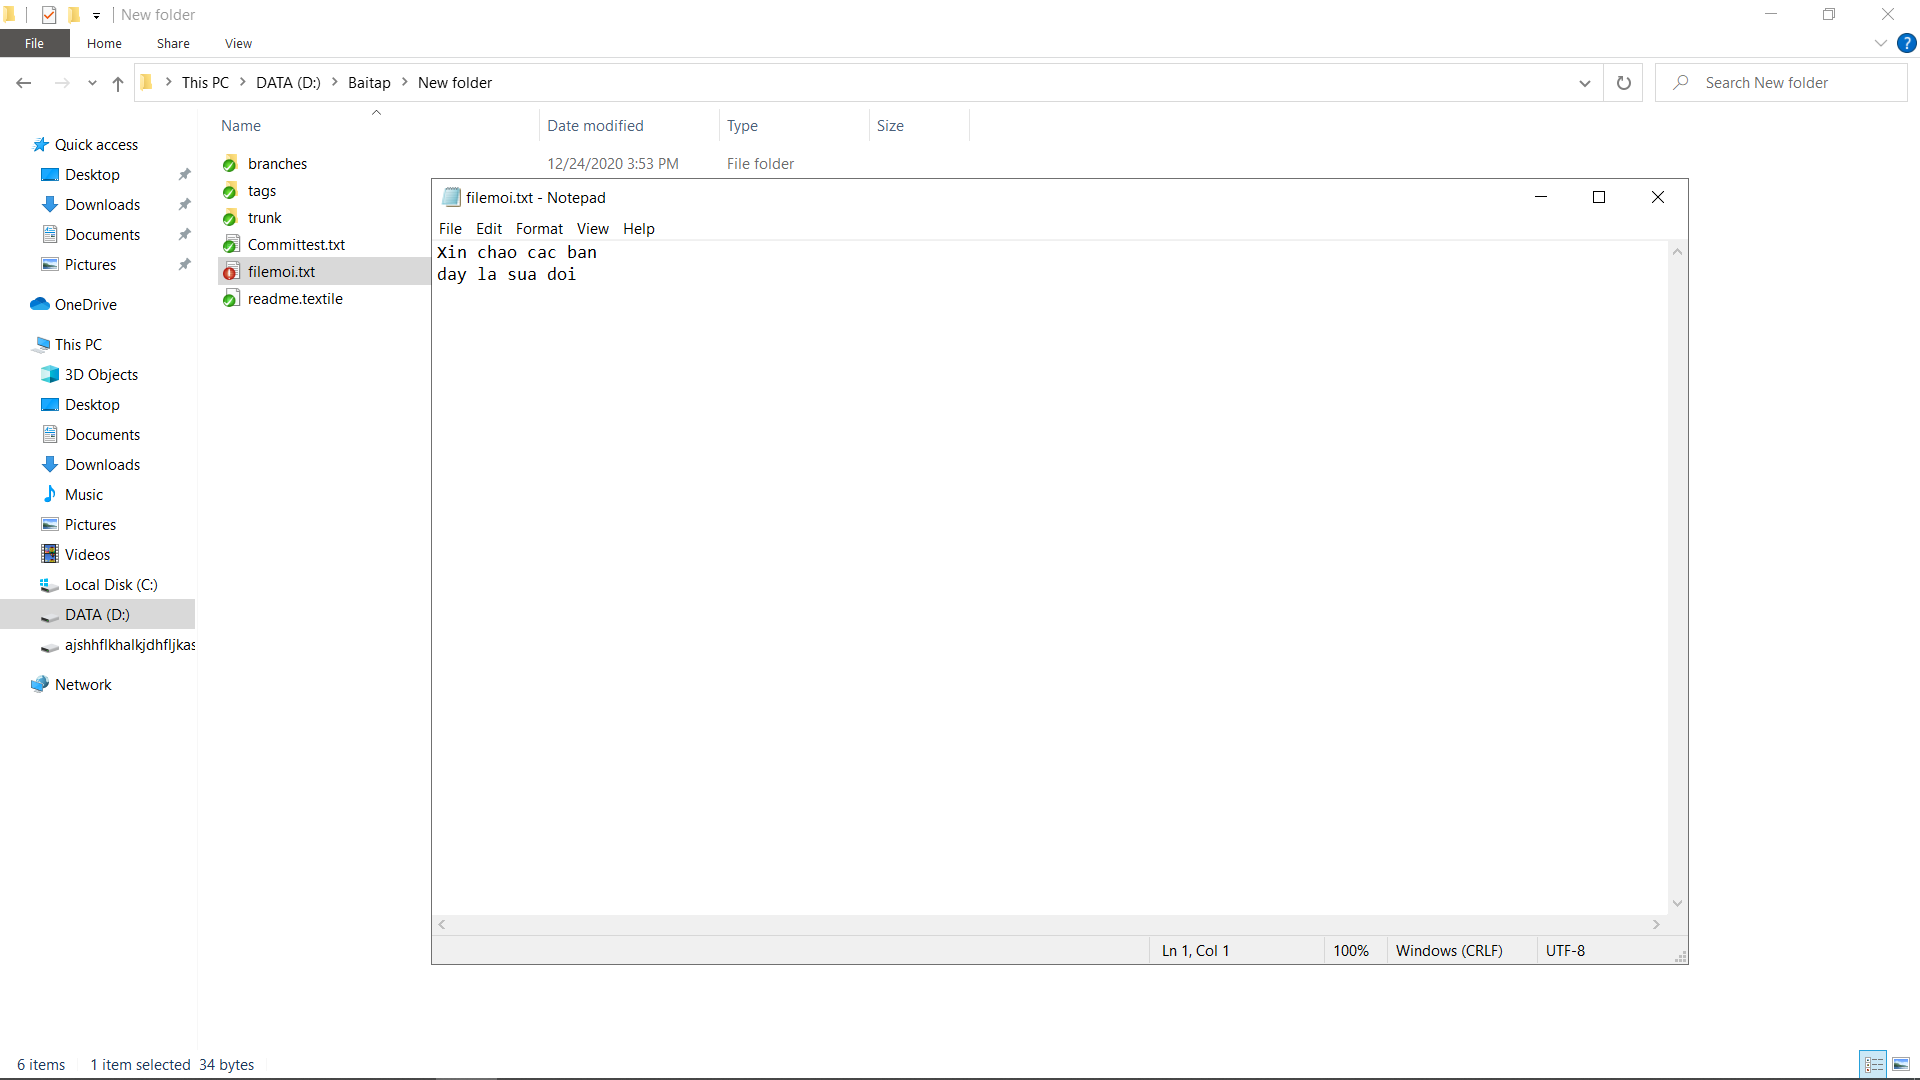 New folder
File Home Share View
This PC DATA (D:) Baitap New folder
Search New folder
Name Date modified Type Size
Quick access
Desktop
Downloads
Documents
Pictures
OneDrive
This PC
3D Objects
Desktop
Documents
Downloads
Music
Pictures
Videos
Local Disk (C:)
DATA (D:)
ajshhflkhalkjdhfljkas
Network
branches 12/24/2020 3:53 PM File folder
tags
trunk
Committest.txt
filemoi.txt
readme.textile
filemoi.txt - Notepad
File Edit Format View Help
Xin chao cac ban
day la sua doi
Ln 1, Col 1 100% Windows (CRLF) UTF-8
6 items 1 item selected 34 bytes